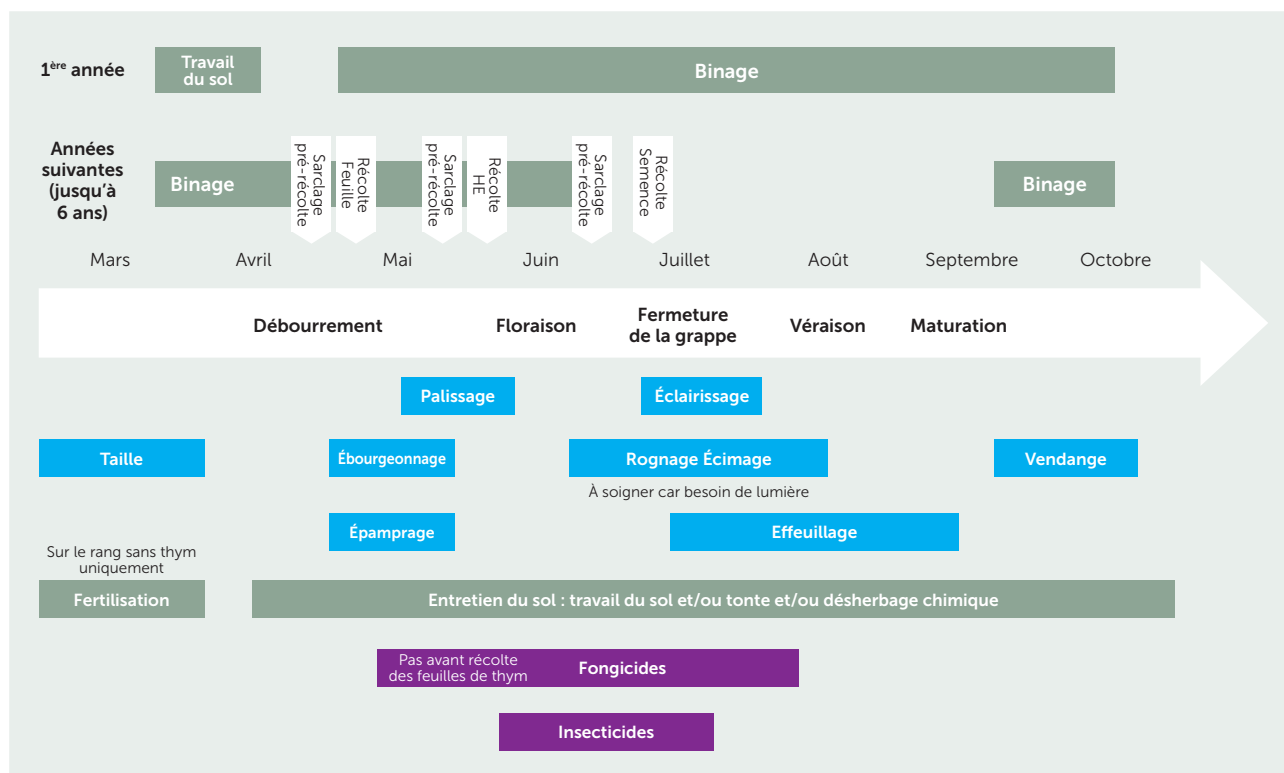 1ère année
Travail
du sol
Binage
Années
suivantes
(jusqu'à
6 ans)
Binage
Sarclage
pré-récolte
Récolte
Feuille
Sarclage
pré-récolte
Récolte
HE
Sarclage
pré-récolte
Récolte
Semence
Binage
Mars Avril Mai Juin Juillet Août Septembre Octobre
Débourrement
Floraison
Fermeture
de la grappe
Véraison
Maturation
Palissage
Éclairissage
Taille
Ébourgeonnage
Rognage Écimage
Vendange
À soigner car besoin de lumière
Épamprage
Effeuillage
Sur le rang sans thym
uniquement
Fertilisation
Entretien du sol : travail du sol et/ou tonte et/ou désherbage chimique
Pas avant récolte
des feuilles de thym
Fongicides
Insecticides